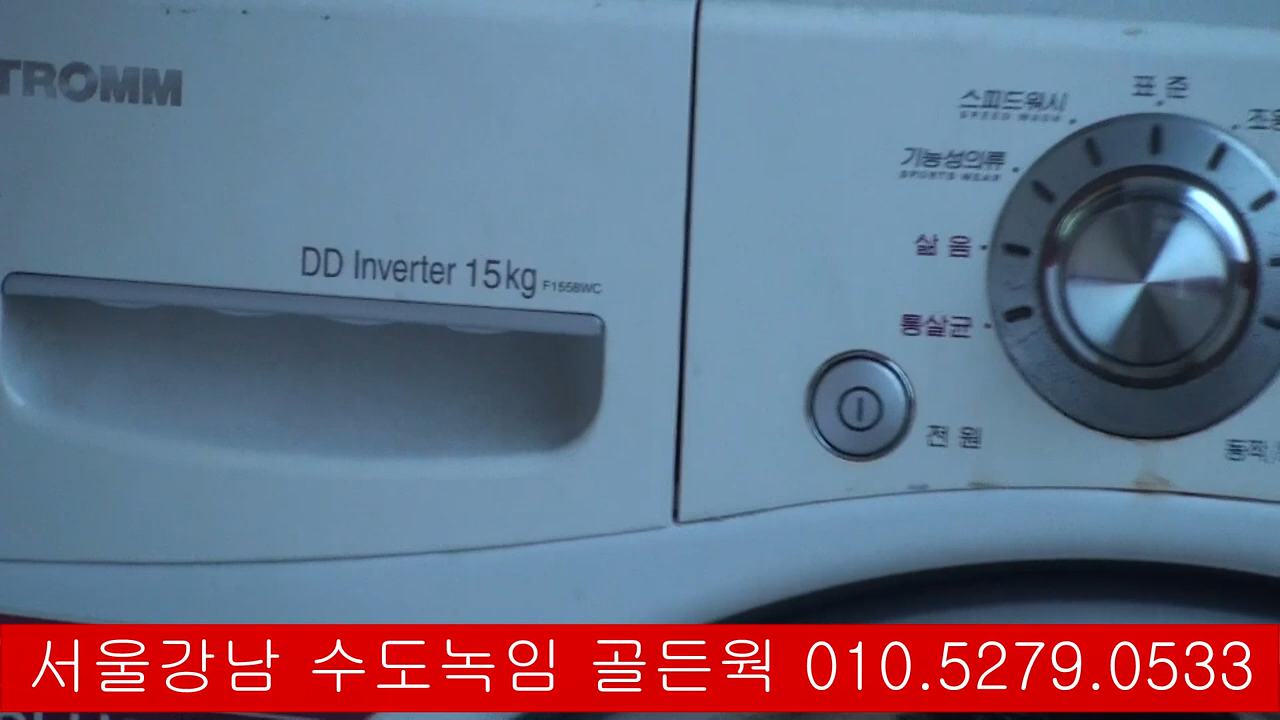 TROMM
DD Inverter 15kg F1558WC
표준
스피드워시
SPEED WASH
기능성의류
SPORTS WEAR
삶음
통살균
전원
동작/
서울강남 수도녹임 골든웍 010.5279.0533